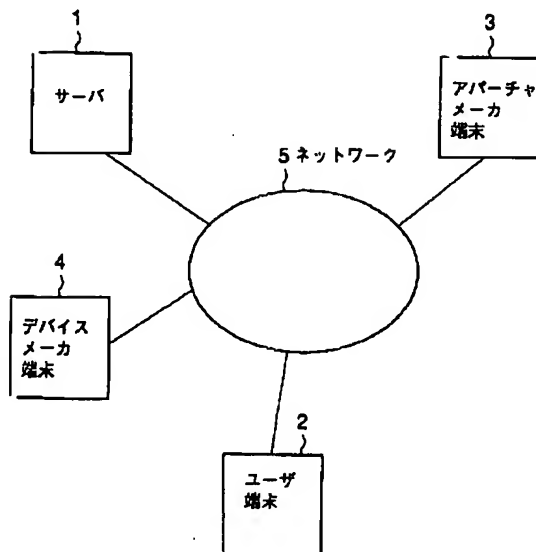 1
サーバ
3
アパーチャ
メーカ
端末
5 ネットワーク
4
デバイス
メーカ
端末
2
ユーザ
端末